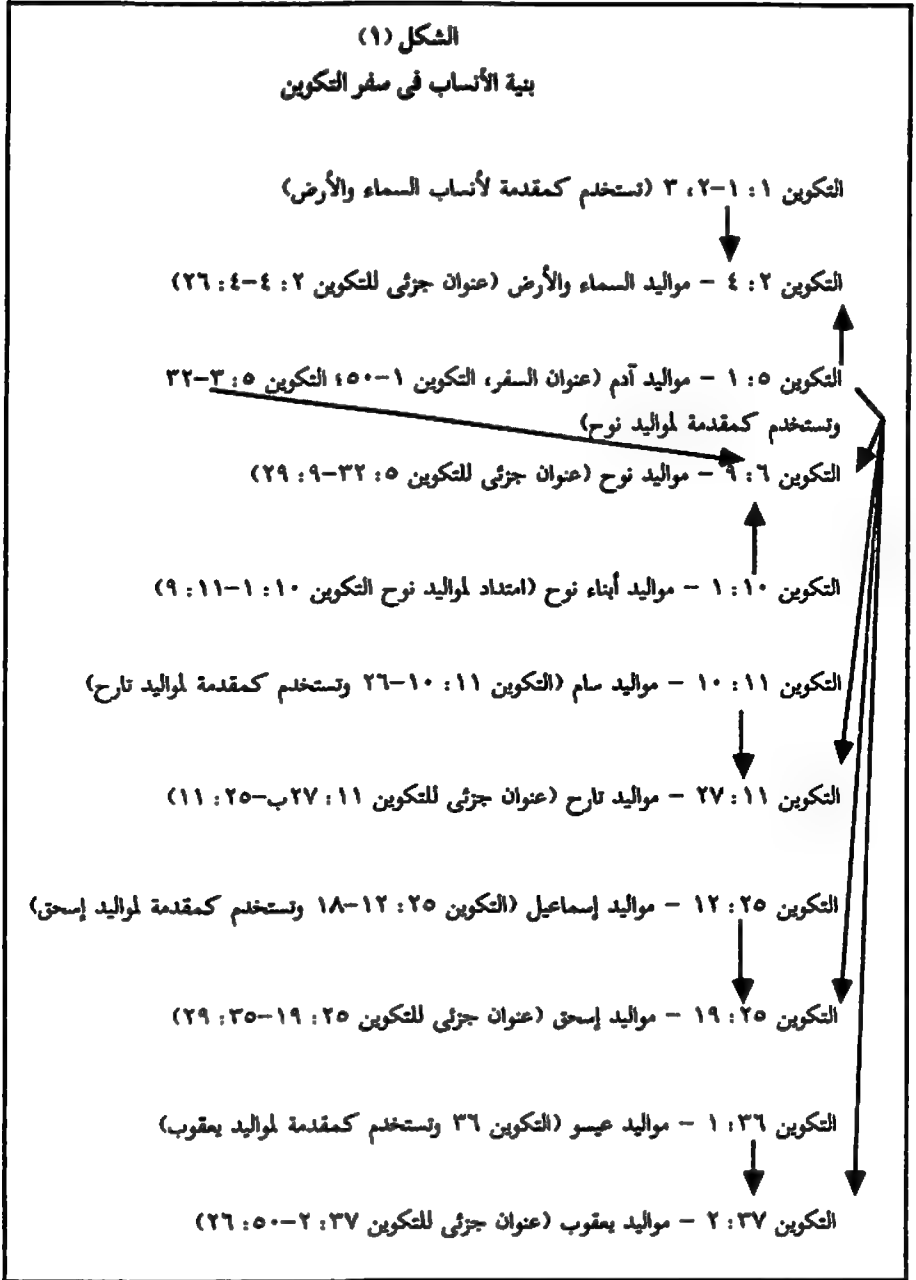 الشكل (١)
بنية الأنساب فى سفر التكوين
التكوين ١ : ١-٢، ٣ (تستخدم كمقدمة لأنساب السماء والأرض)
التكوين ٢ : ٤ – مواليد السماء والأرض (عنوان جزئى للتكوين ٢ : ٤-٤ : ٢٦)
التكوين ٥ : ١ – مواليد آدم (عنوان السفر، التكوين ١-٥٠؛ التكوين ٥ : ٣-٣٢
وتستخدم كمقدمة لمواليد نوح)
التكوين ٦ : ٩ – مواليد نوح (عنوان جزئى للتكوين ٥ : ٣٢-٩ : ٢٩)
التكوين ١٠ : ١ – مواليد أبناء نوح (امتداد لمواليد نوح التكوين ١٠ : ١-١١ : ٩)
التكوين ١١ : ١٠ – مواليد سام (التكوين ١١ : ١٠-٢٦ وتستخدم كمقدمة لمواليد تارح)
التكوين ١١ : ٢٧ – مواليد تارح (عنوان جزئى للتكوين ١١ : ٢٧ب-٢٥ : ١١)
التكوين ٢٥ : ١٢ – مواليد إسماعيل (التكوين ٢٥ : ١٢-١٨ وتستخدم كمقدمة لمواليد إسحق)
التكوين ٢٥ : ١٩ – مواليد إسحق (عنوان جزئى للتكوين ٢٥ : ١٩-٣٥ : ٢٩)
التكوين ٣٦ : ١ – مواليد عيسو (التكوين ٣٦ وتستخدم كمقدمة لمواليد يعقوب)
التكوين ٣٧ : ٢ – مواليد يعقوب (عنوان جزئى للتكوين ٣٧ : ٢-٥٠ : ٢٦)